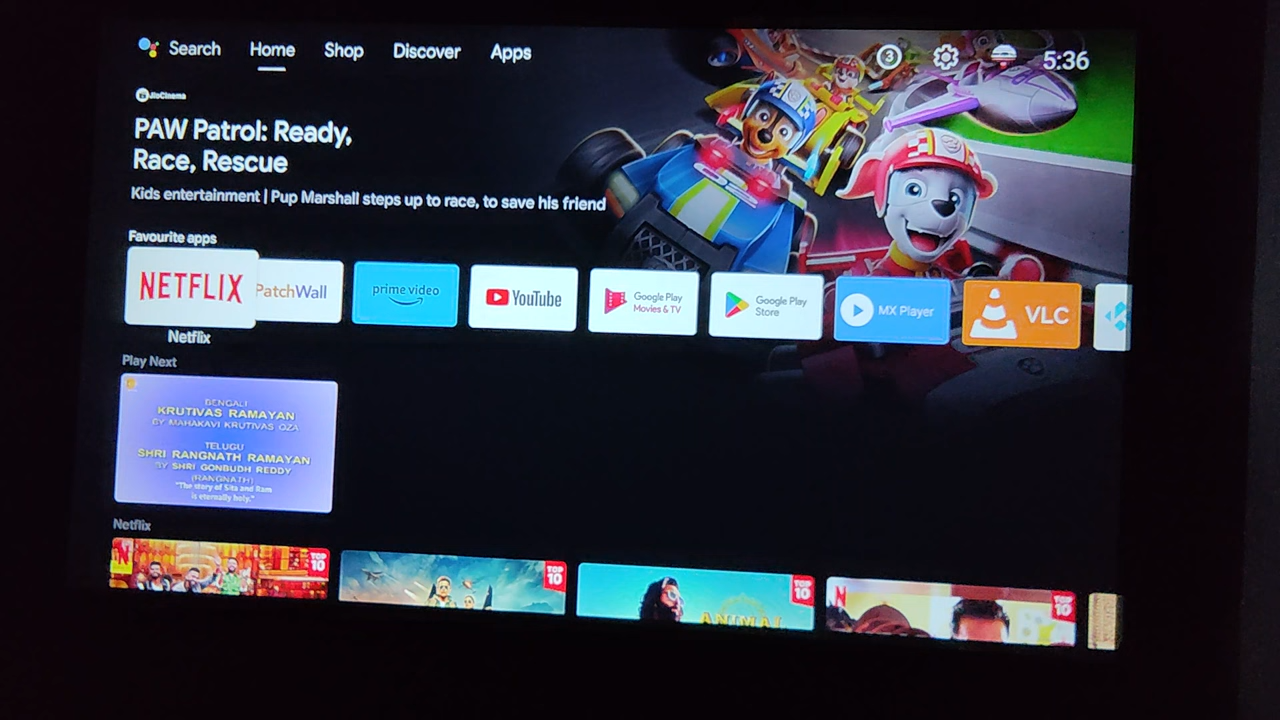 Search Home Shop Discover Apps
3 5:36
JioCinema
PAW Patrol: Ready,
Race, Rescue
Kids entertainment | Pup Marshall steps up to race, to save his friend
Favourite apps
NETFLIX
PatchWall
prime video
YouTube
Google Play
Movies & TV
Google Play
Store
MX Player
VLC
Netflix
Play Next
BENGALI
KRUTIVAS RAMAYAN
BY MAHAKAVI KRUTIVAS OZA
TELUGU
SHRI RANGNATH RAMAYAN
BY SHRI GONBUDH REDDY
(RANGNATH)
"The story of Sita and Ram
is eternally holy."
Netflix
N
TOP
10
TOP
10
TOP
10
ANIMAL
N
TOP
10